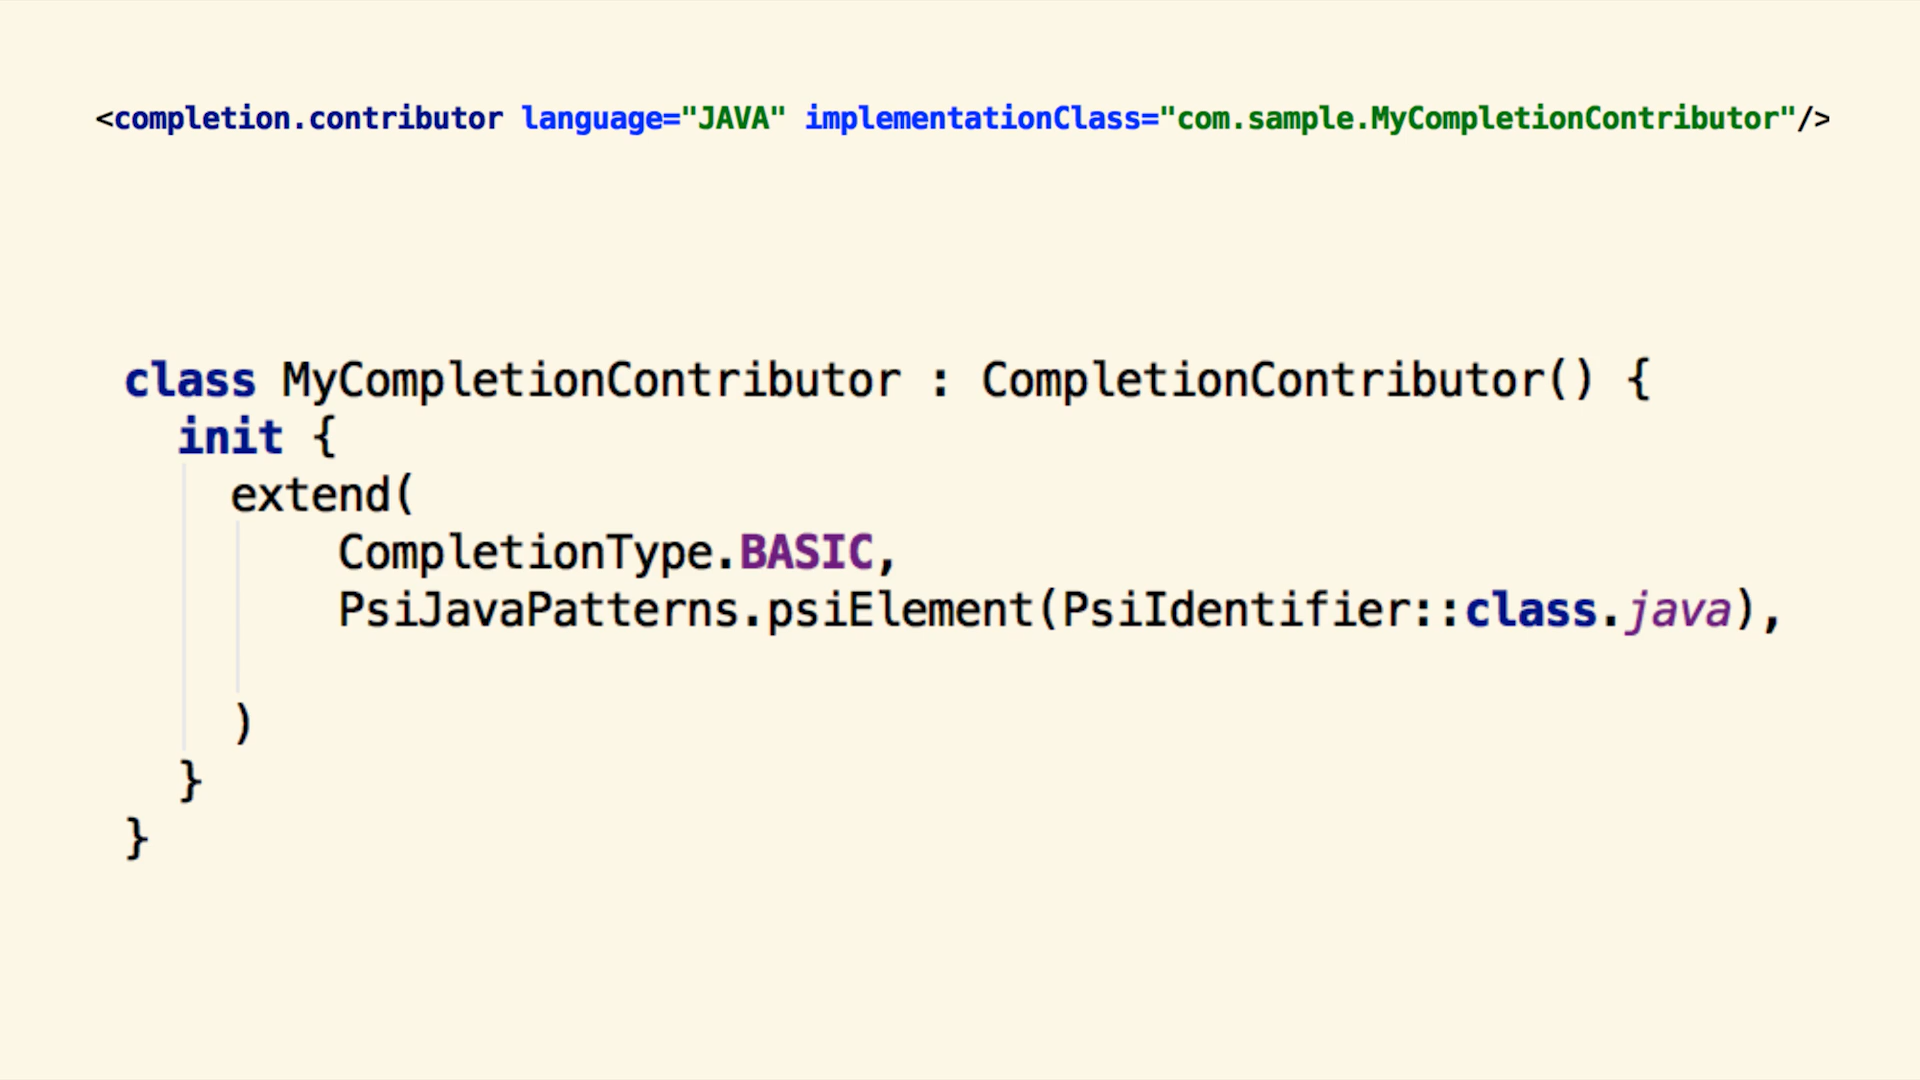 <completion.contributor language="JAVA" implementationClass="com.sample.MyCompletionContributor"/>
class MyCompletionContributor : CompletionContributor() {
init {
extend(
CompletionType.BASIC,
PsiJavaPatterns.psiElement(PsiIdentifier::class.java),
)
}
}